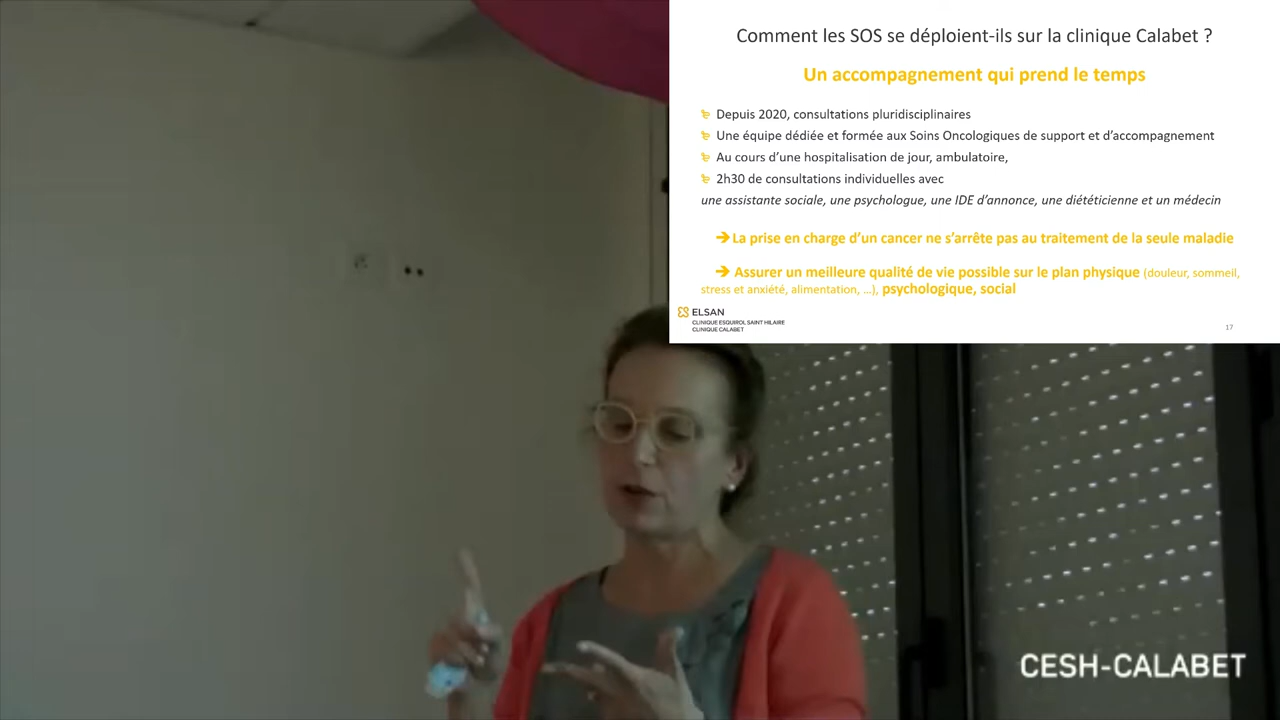 Comment les SOS se déploient-ils sur la clinique Calabet ?
Un accompagnement qui prend le temps
Depuis 2020, consultations pluridisciplinaires
Une équipe dédiée et formée aux Soins Oncologiques de support et d’accompagnement
Au cours d’une hospitalisation de jour, ambulatoire,
2h30 de consultations individuelles avec
une assistante sociale, une psychologue, une IDE d’annonce, une diététicienne et un médecin
➔ La prise en charge d’un cancer ne s’arrête pas au traitement de la seule maladie
➔ Assurer un meilleure qualité de vie possible sur le plan physique (douleur, sommeil,
stress et anxiété, alimentation, …), psychologique, social
ELSAN
CLINIQUE ESQUIROL SAINT HILAIRE
CLINIQUE CALABET
17
CESH-CALABET